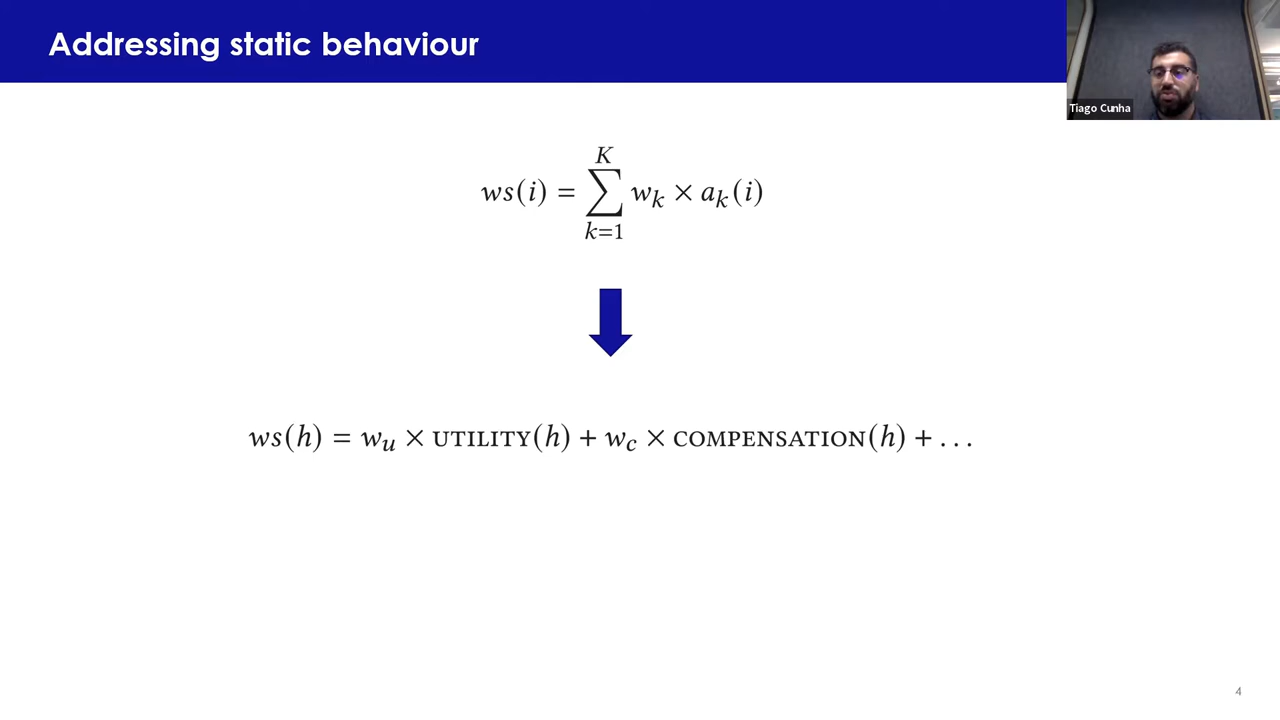 Addressing static behaviour
Tiago Cunha
K
ws(i) = ∑ w_k × a_k(i)
k=1
ws(h) = w_u × UTILITY(h) + w_c × COMPENSATION(h) + ...
4